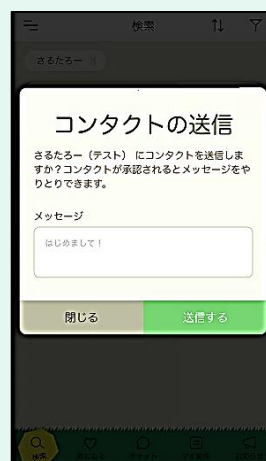 検索
さるたろー ×
コンタクトの送信
さるたろー（テスト） にコンタクトを送信しま
すか？コンタクトが承認されるとメッセージをや
りとりできます。
メッセージ
はじめまして！
閉じる 送信する
検索